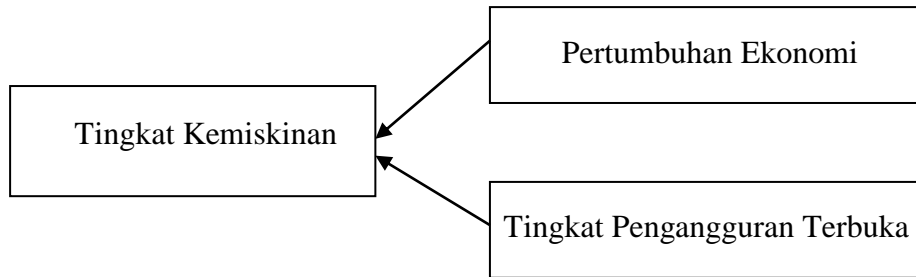 Pertumbuhan Ekonomi
Tingkat Kemiskinan
Tingkat Pengangguran Terbuka